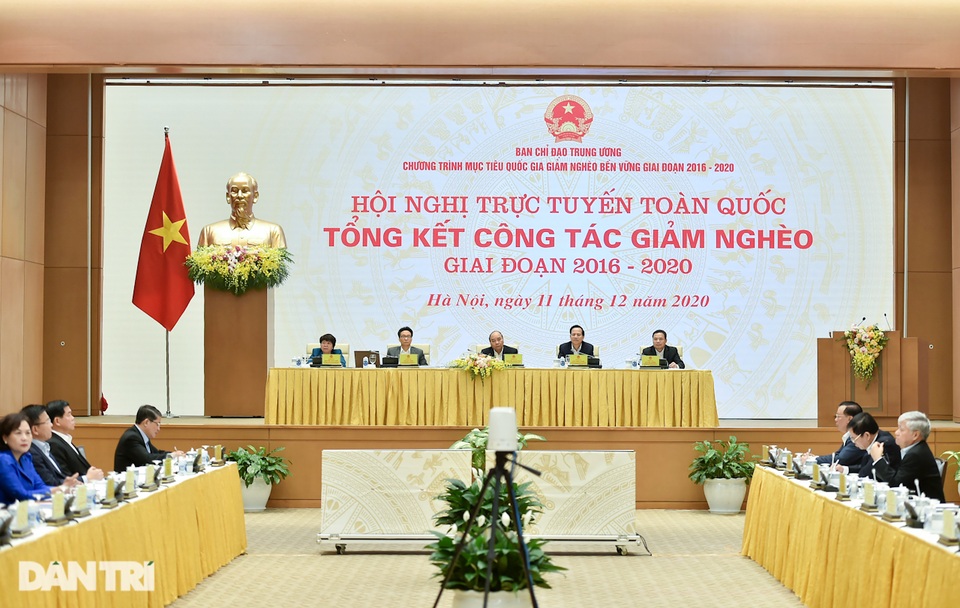 BAN CHỈ ĐẠO TRUNG ƯƠNG
CHƯƠNG TRÌNH MỤC TIÊU QUỐC GIA GIẢM NGHÈO BỀN VỮNG GIAI ĐOẠN 2016 - 2020
HỘI NGHỊ TRỰC TUYẾN TOÀN QUỐC
TỔNG KẾT CÔNG TÁC GIẢM NGHÈO
GIAI ĐOẠN 2016 - 2020
Hà Nội, ngày 11 tháng 12 năm 2020
DÂN TRÍ